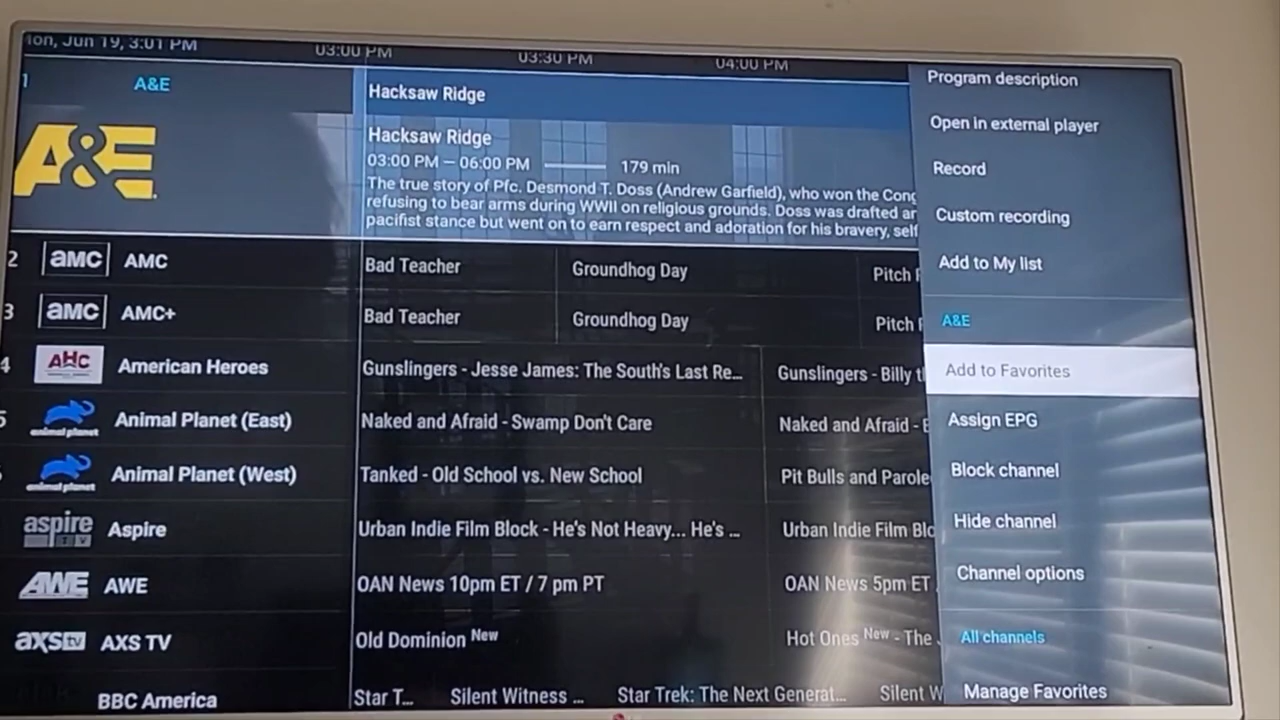 Mon, Jun 19, 3:01 PM
03:00 PM
03:30 PM
04:00 PM
1
A&E
A&E
Hacksaw Ridge
Hacksaw Ridge
03:00 PM — 06:00 PM
179 min
The true story of Pfc. Desmond T. Doss (Andrew Garfield), who won the Cong
refusing to bear arms during WWII on religious grounds. Doss was drafted
pacifist stance but went on to earn respect and adoration for his bravery, self
2 aMC AMC
Bad Teacher
Groundhog Day
Pitch
3 aMC AMC+
Bad Teacher
Groundhog Day
Pitch
4 AHC American Heroes
Gunslingers - Jesse James: The South's Last Re...
Gunslingers - Billy
5 animal planet Animal Planet (East)
Naked and Afraid - Swamp Don't Care
Naked and Afraid -
animal planet Animal Planet (West)
Tanked - Old School vs. New School
Pit Bulls and Parole
aspire TV Aspire
Urban Indie Film Block - He's Not Heavy... He's ...
Urban Indie Film Blo
AWE AWE
OAN News 10pm ET / 7 pm PT
OAN News 5pm ET
axs tv AXS TV
Old Dominion New
Hot Ones New - The
BBC America
Star T...
Silent Witness ...
Star Trek: The Next Generat...
Silent W
Program description
Open in external player
Record
Custom recording
Add to My list
A&E
Add to Favorites
Assign EPG
Block channel
Hide channel
Channel options
All channels
Manage Favorites